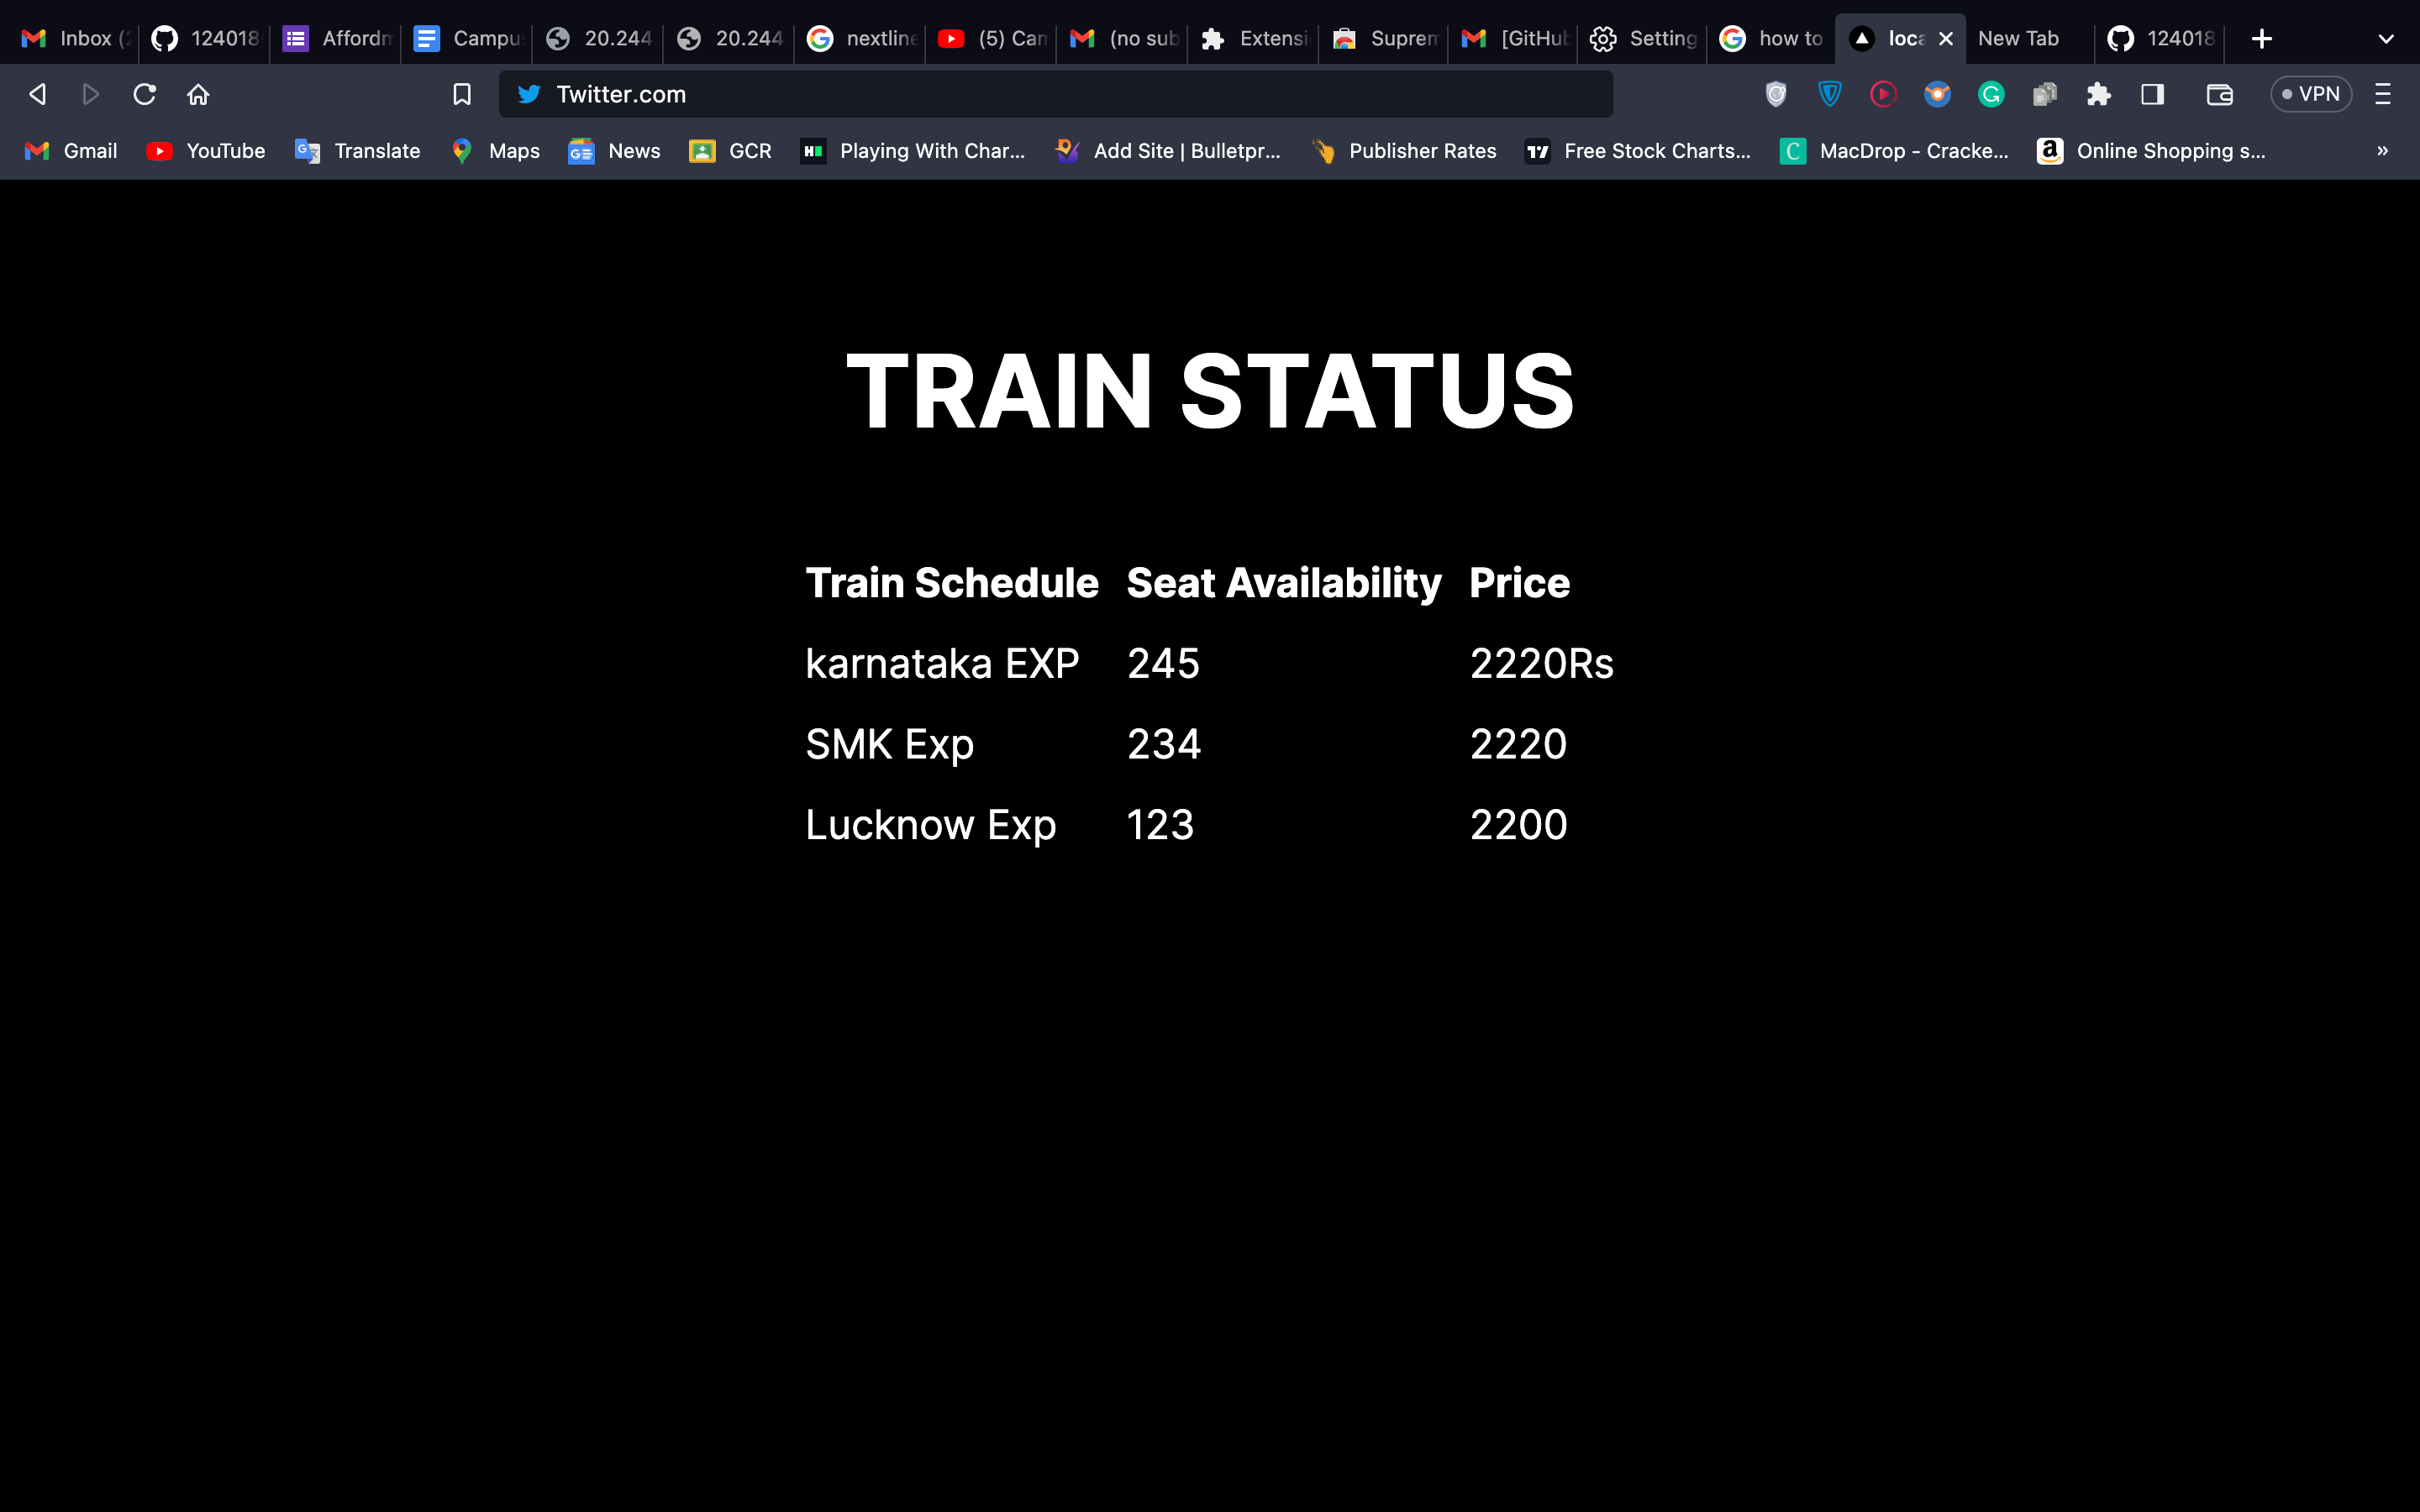 Inbox (2 124018 Affordm Campu 20.244 20.244 nextline (5) Cam (no sub Extensi Suprem [GitHub Setting how to loca New Tab 124018
Twitter.com VPN
Gmail YouTube Translate Maps News GCR Playing With Char... Add Site | Bulletpr... Publisher Rates Free Stock Charts... MacDrop - Cracke... Online Shopping s... »
TRAIN STATUS
Train Schedule Seat Availability Price
karnataka EXP 245 2220Rs
SMK Exp 234 2220
Lucknow Exp 123 2200